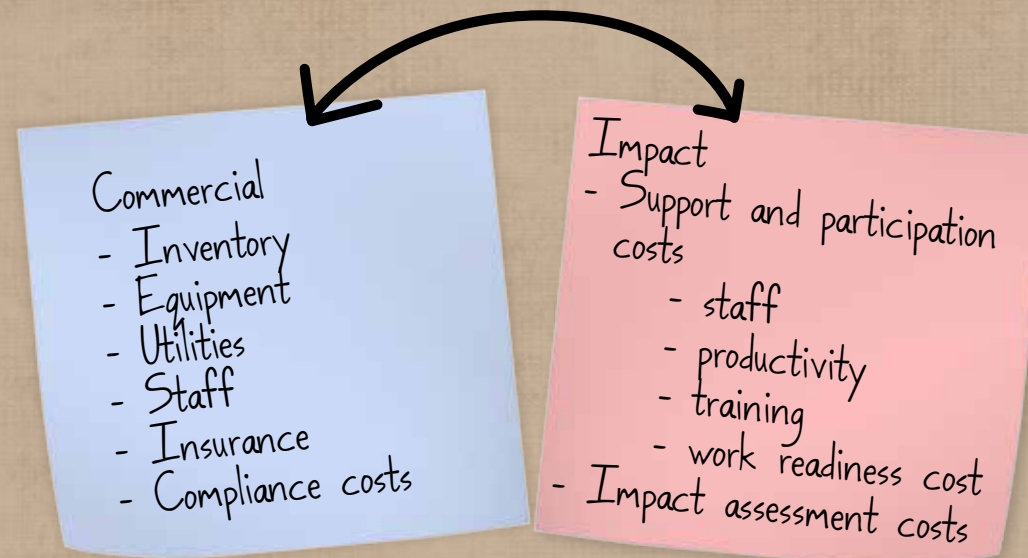 Commercial
- Inventory
- Equipment
- Utilities
- Staff
- Insurance
- Compliance costs
Impact
- Support and participation
costs
- staff
- productivity
- training
- work readiness cost
- Impact assessment costs